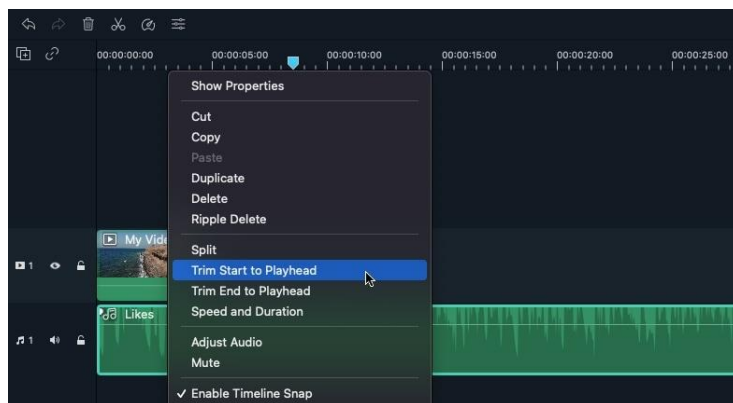 00:00:00:00 00:00:05:00 00:00:10:00 00:00:15:00 00:00:20:00 00:00:25:00
Show Properties
Cut
Copy
Paste
Duplicate
Delete
Ripple Delete
My Vide
Split
1
Trim Start to Playhead
Trim End to Playhead
Likes
Speed and Duration
1
Adjust Audio
Mute
✓ Enable Timeline Snap